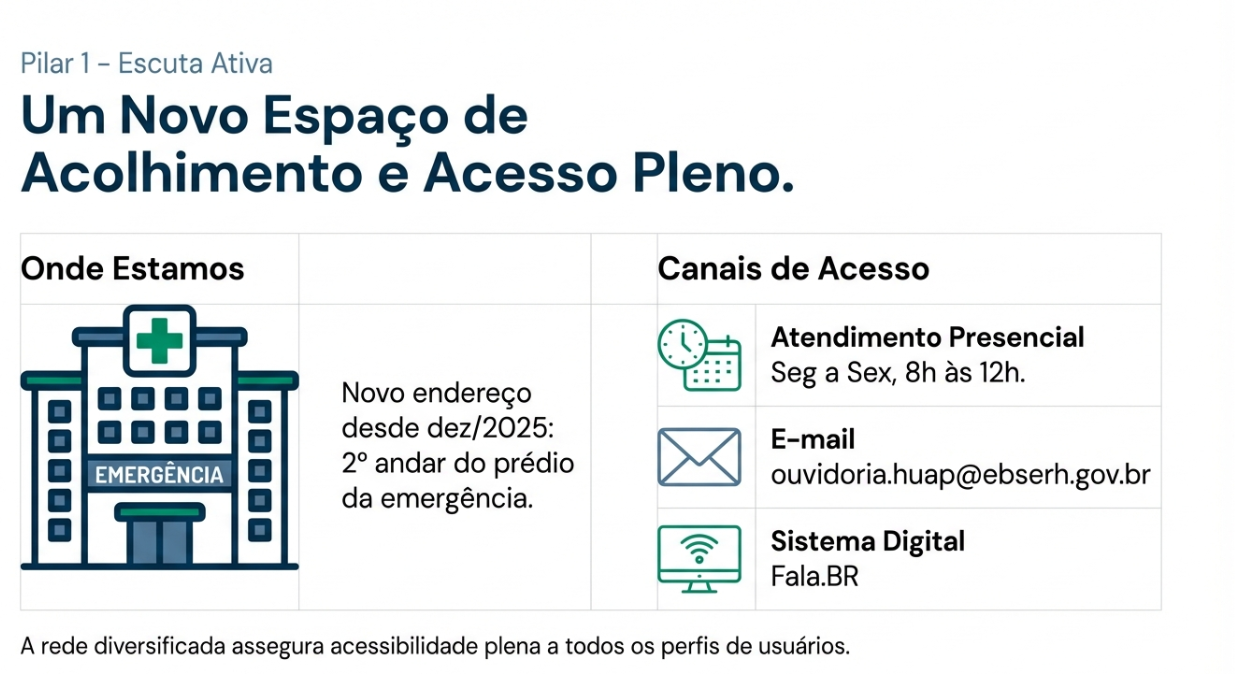 Pilar 1 – Escuta Ativa
Um Novo Espaço de
Acolhimento e Acesso Pleno.
Onde Estamos
EMERGÊNCIA
Novo endereço
desde dez/2025:
2º andar do prédio
da emergência.
Canais de Acesso
Atendimento Presencial
Seg a Sex, 8h às 12h.
E-mail
ouvidoria.huap@ebserh.gov.br
Sistema Digital
Fala.BR
A rede diversificada assegura acessibilidade plena a todos os perfis de usuários.